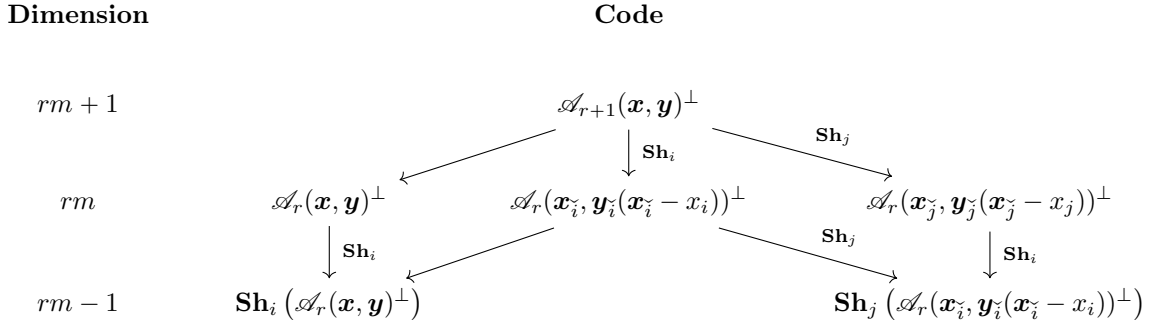 Dimension Code
rm + 1 𝒜_{r+1}(𝒙, 𝒚)^⊥
𝐒𝐡_i 𝐒𝐡_j
rm 𝒜_r(𝒙, 𝒚)^⊥ 𝒜_r(𝒙_ĭ, 𝒚_ĭ(𝒙_ĭ − x_i))^⊥ 𝒜_r(𝒙_j̆, 𝒚_j̆(𝒙_j̆ − x_j))^⊥
𝐒𝐡_i 𝐒𝐡_j 𝐒𝐡_i
rm − 1 𝐒𝐡_i (𝒜_r(𝒙, 𝒚)^⊥) 𝐒𝐡_j (𝒜_r(𝒙_ĭ, 𝒚_ĭ(𝒙_ĭ − x_i))^⊥)